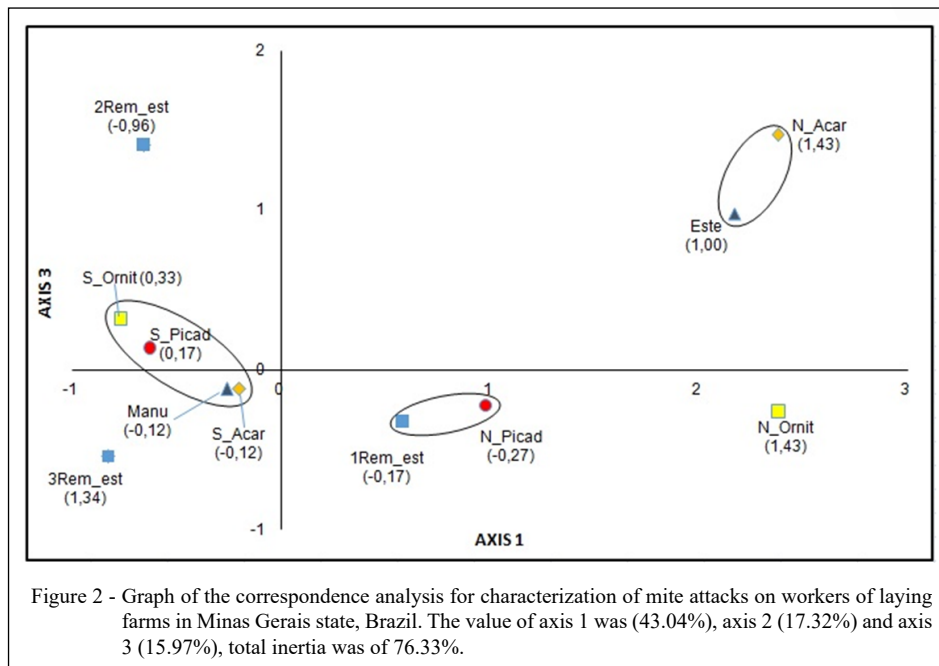 2
2Rem_est
(-0,96)
N_Acar
(1,43)
1
Este
(1,00)
S_Ornit (0,33)
AXIS 3
S_Picad
(0,17)
0
-1
0
1
2
3
Manu
(-0,12)
S_Acar
(-0,12)
1Rem_est
(-0,17)
N_Picad
(-0,27)
N_Ornit
(1,43)
3Rem_est
(1,34)
-1
AXIS 1
Figure 2 - Graph of the correspondence analysis for characterization of mite attacks on workers of laying
farms in Minas Gerais state, Brazil. The value of axis 1 was (43.04%), axis 2 (17.32%) and axis
3 (15.97%), total inertia was of 76.33%.